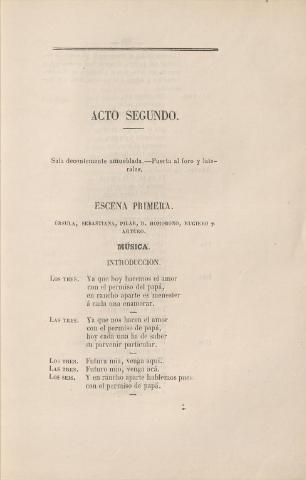 ACTO SEGUNDO.
Sala decentemente amueblada.—Puerta al foro y late-
rales.
ESCENA PRIMERA.
ÚRSULA, SEBASTIANA, PILAR, D. HOMOBONO, EUGENIO y
ARTURO.
MÚSICA.
INTRODUCCION.
LOS TRES. Ya que hoy hacemos el amor
con el permiso del papá,
en rancho aparte es menester
á cada una enamorar.
LAS TRES. Ya que nos hacen el amor
con el permiso de papá,
hoy cada una ha de saber
su porvenir particular.
LOS TRES. Futura mia, venga aquí.
LAS TRES. Futuro mio, venga acá.
LOS SEIS. Y en rancho aparte hablemos pues
con el permiso de papá.